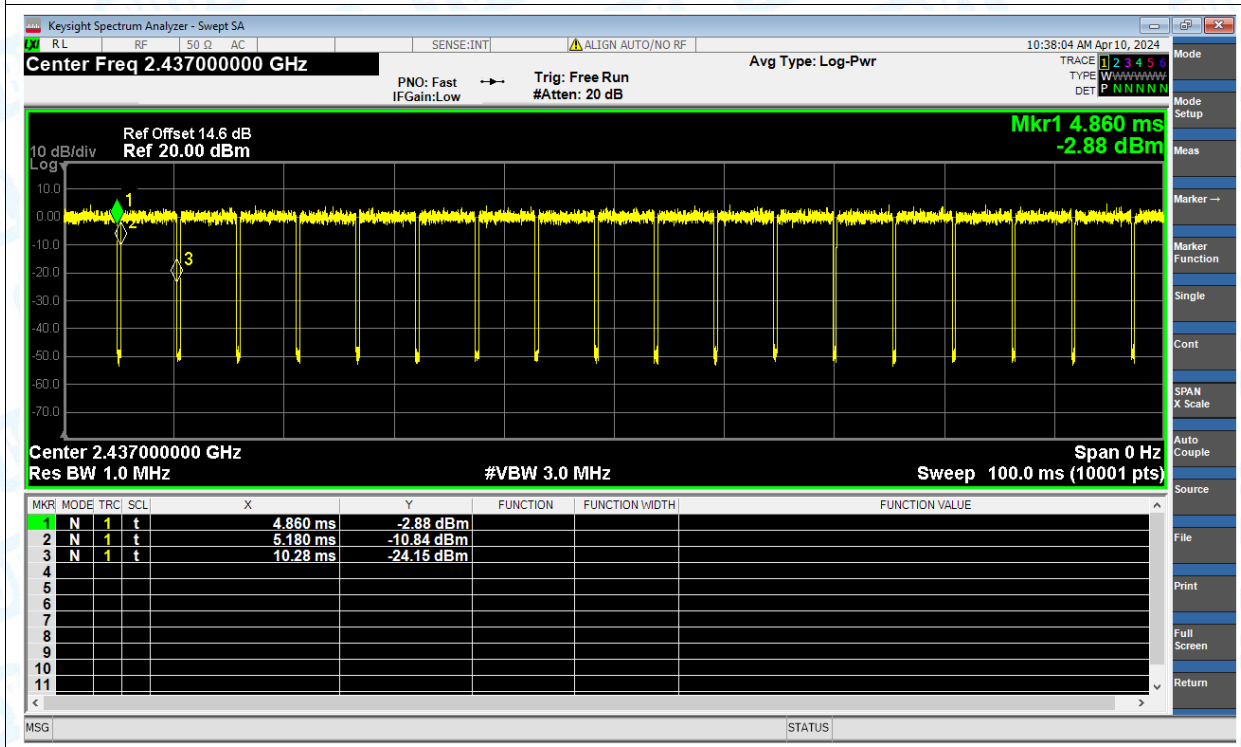 Keysight Spectrum Analyzer - Swept SA
LXI RL RF 50 Ω AC SENSE:INT ALIGN AUTO/NO RF 10:38:04 AM Apr 10, 2024
Center Freq 2.437000000 GHz
PNO: Fast
IFGain:Low
Trig: Free Run
#Atten: 20 dB
Avg Type: Log-Pwr
TRACE 1 2 3 4 5 6
TYPE WWWWWW
DET P N N N N N
Ref Offset 14.6 dB
10 dB/div Ref 20.00 dBm
Log
Mkr1 4.860 ms
-2.88 dBm
10.0
0.00
-10.0
-20.0
-30.0
-40.0
-50.0
-60.0
-70.0
1
2
3
Center 2.437000000 GHz Span 0 Hz
Res BW 1.0 MHz #VBW 3.0 MHz Sweep 100.0 ms (10001 pts)
MKR MODE TRC SCL X Y FUNCTION FUNCTION WIDTH FUNCTION VALUE
1 N 1 t 4.860 ms -2.88 dBm
2 N 1 t 5.180 ms -10.84 dBm
3 N 1 t 10.28 ms -24.15 dBm
4
5
6
7
8
9
10
11
MSG STATUS
Mode
Mode
Setup
Meas
Marker →
Marker
Function
Single
Cont
SPAN
X Scale
Auto
Couple
Source
File
Print
Full
Screen
Return